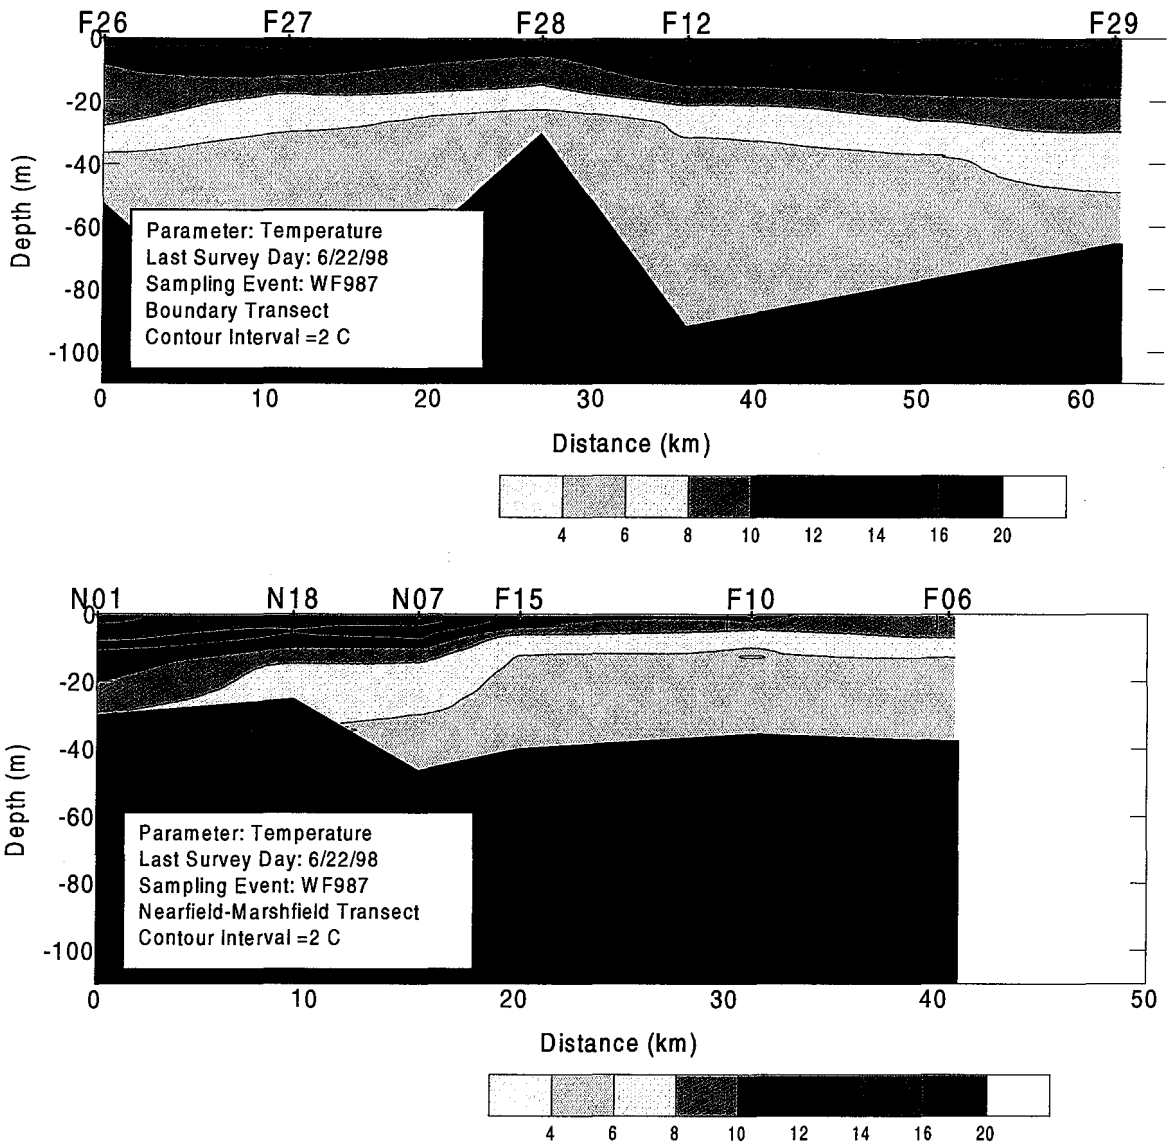 F26 F27 F28 F12 F29
0
-20
-40
-60
-80
-100
Depth (m)
Parameter: Temperature
Last Survey Day: 6/22/98
Sampling Event: WF987
Boundary Transect
Contour Interval =2 C
0 10 20 30 40 50 60
Distance (km)
4 6 8 10 12 14 16 20
N01 N18 N07 F15 F10 F06
0
-20
-40
-60
-80
-100
Depth (m)
Parameter: Temperature
Last Survey Day: 6/22/98
Sampling Event: WF987
Nearfield-Marshfield Transect
Contour Interval =2 C
0 10 20 30 40 50
Distance (km)
4 6 8 10 12 14 16 20